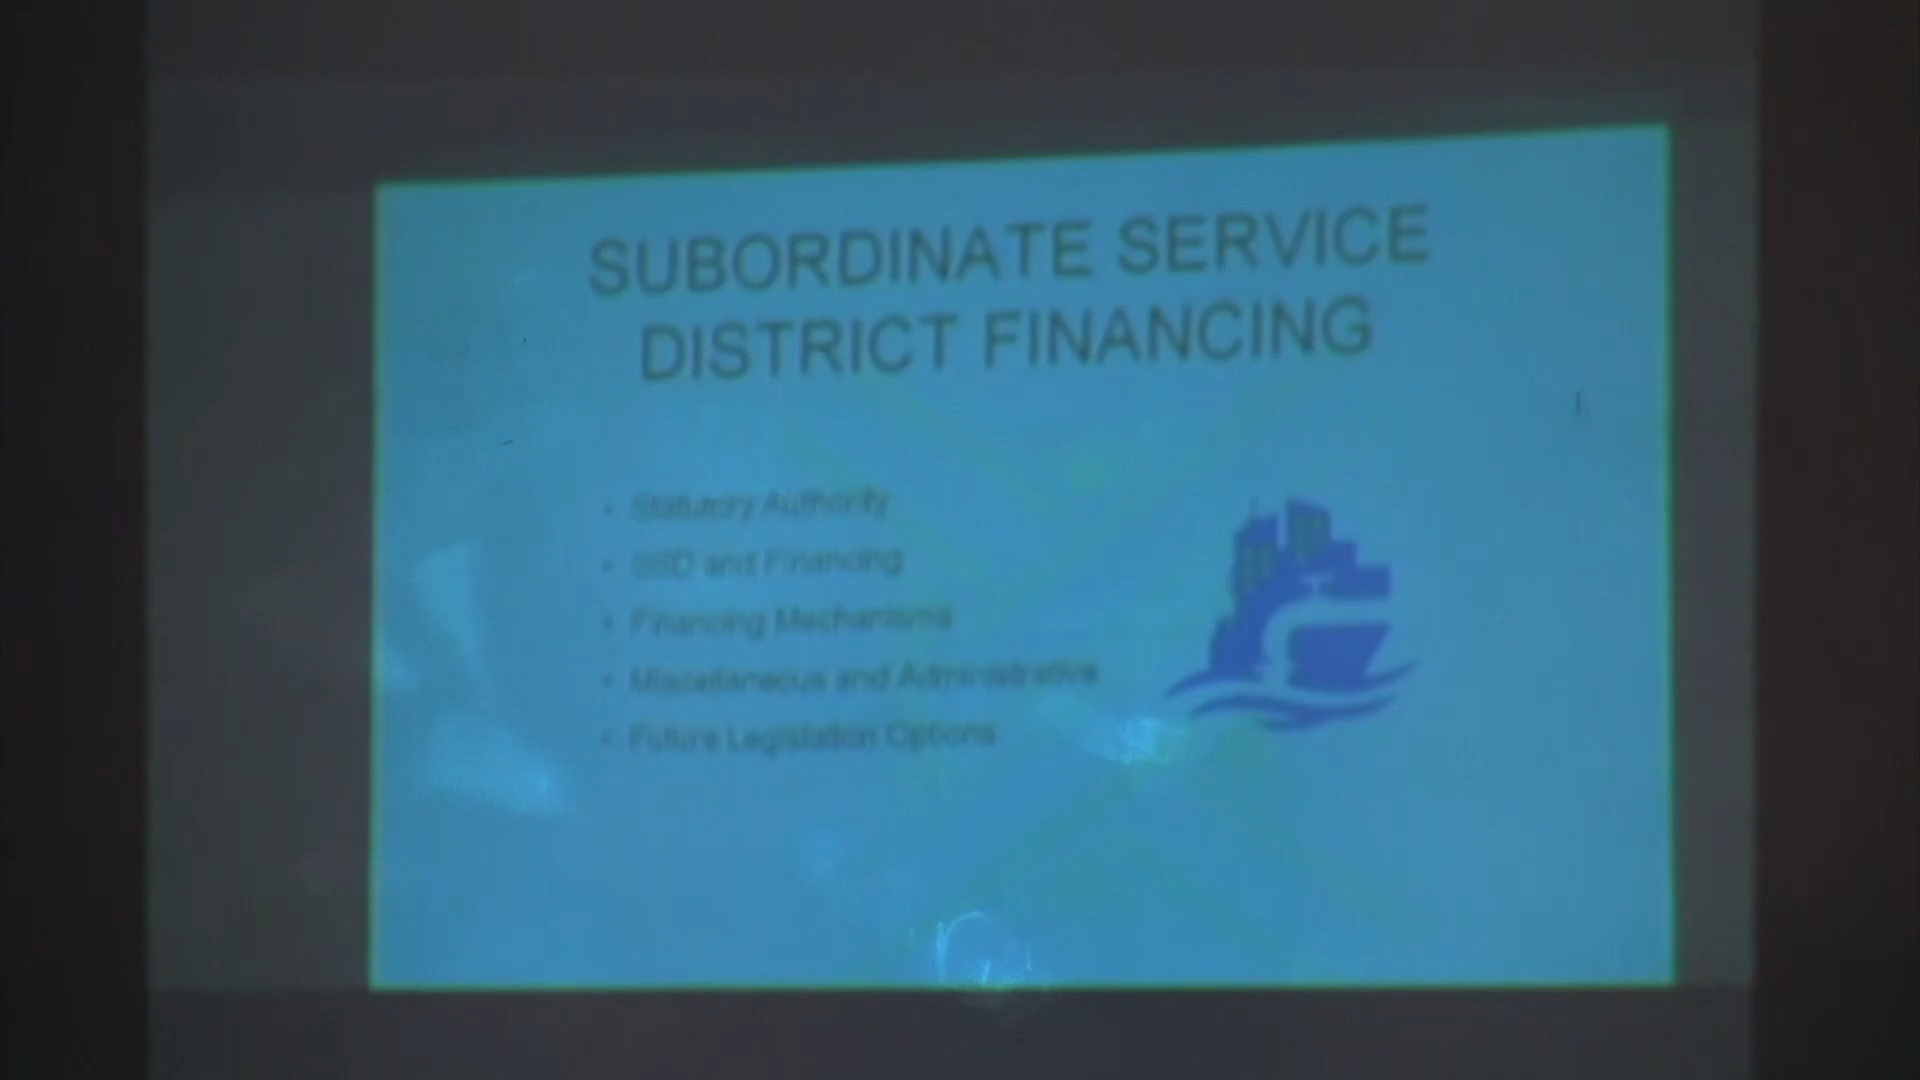 SUBORDINATE SERVICE
DISTRICT FINANCING
• Statutory Authority
• SSD and Financing
• Financing Mechanisms
• Miscellaneous and Administrative
• Future Legislation Options